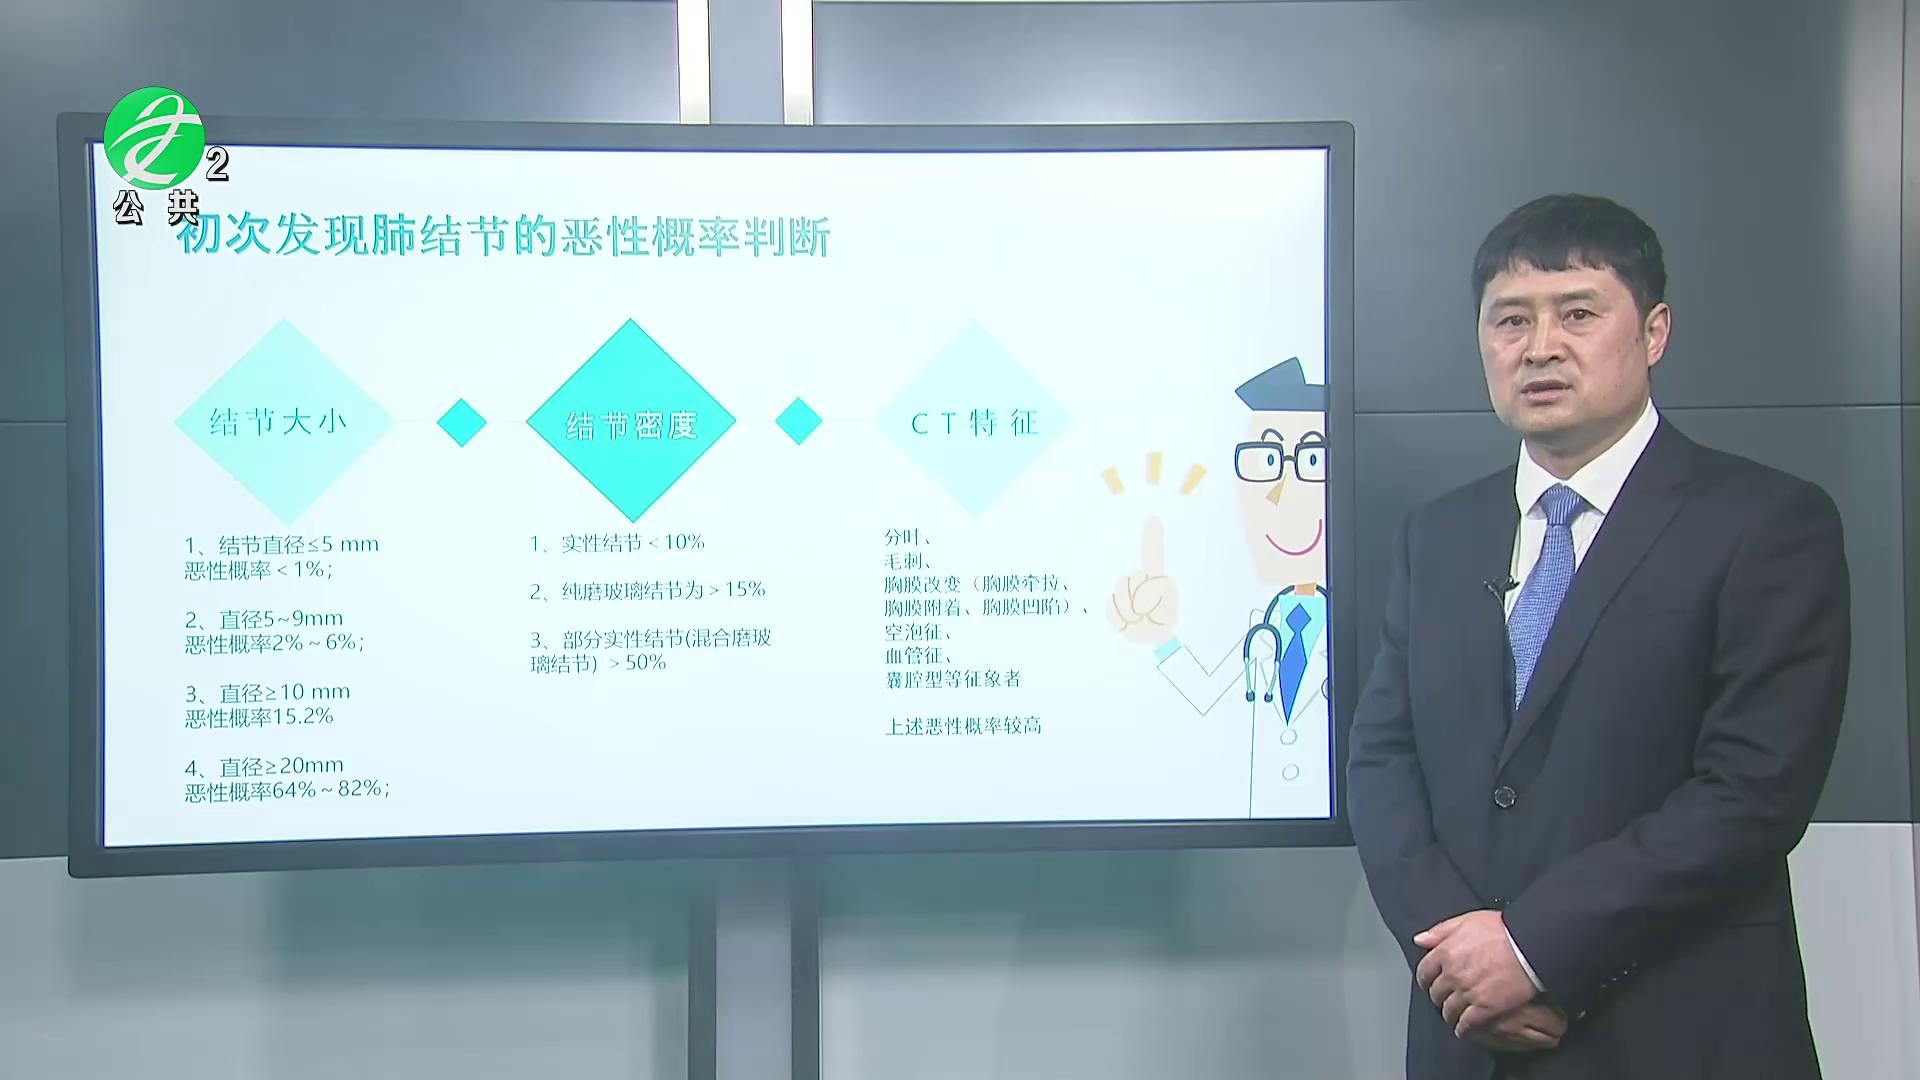 2
公共
初次发现肺结节的恶性概率判断
结节大小
结节密度
CT特征
1、结节直径≤5 mm
恶性概率<1%;
2、直径5~9mm
恶性概率2%~6%;
3、直径≥10 mm
恶性概率15.2%
4、直径≥20mm
恶性概率64%~82%;
1、实性结节<10%
2、纯磨玻璃结节为>15%
3、部分实性结节(混合磨玻
璃结节) >50%
分叶、
毛刺、
胸膜改变（胸膜牵拉、
胸膜附着、胸膜凹陷）、
空泡征、
血管征、
囊腔型等征象者
上述恶性概率较高